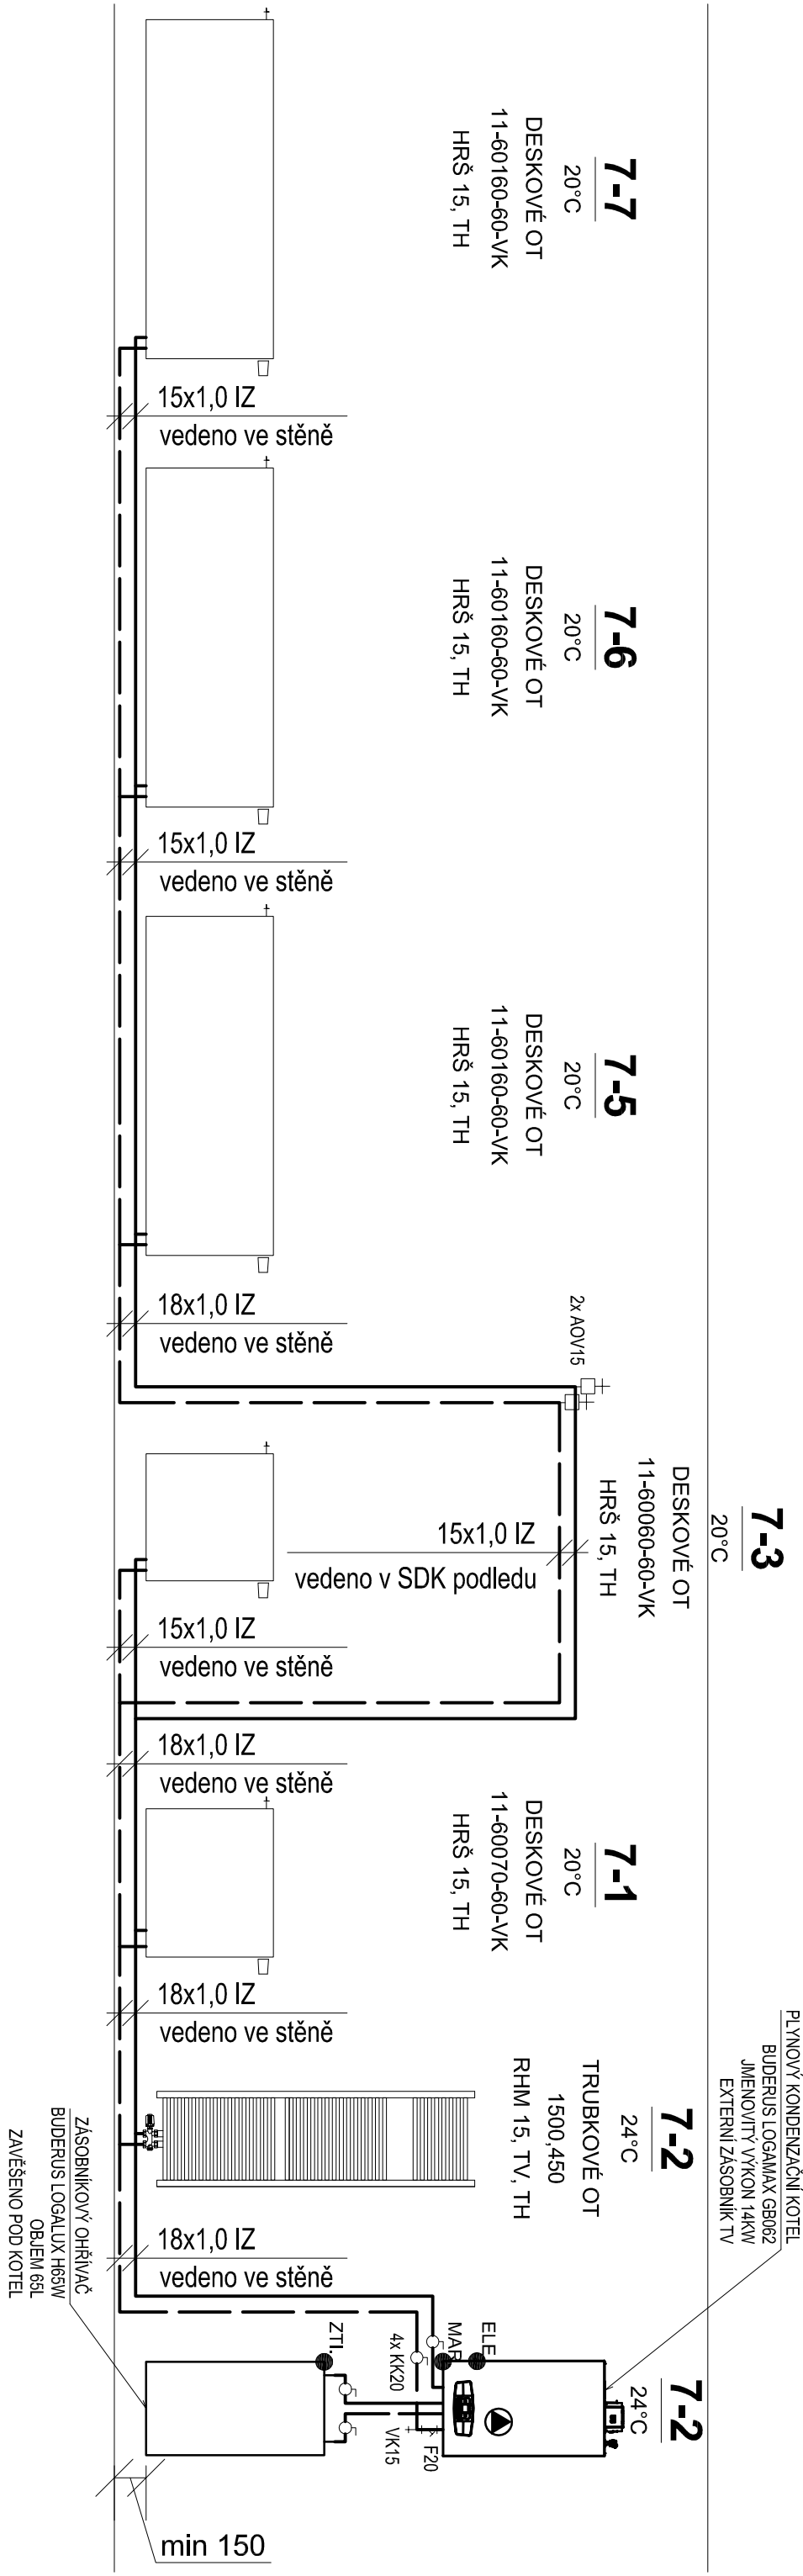 7-7
20°C
DESKOVÉ OT
11-60160-60-VK
HRŠ 15, TH
15x1,0 IZ
vedeno ve stěně
7-6
20°C
DESKOVÉ OT
11-60160-60-VK
HRŠ 15, TH
15x1,0 IZ
vedeno ve stěně
7-5
20°C
DESKOVÉ OT
11-60160-60-VK
HRŠ 15, TH
18x1,0 IZ
vedeno ve stěně
2x AOV15
7-3
20°C
DESKOVÉ OT
11-60060-60-VK
HRŠ 15, TH
15x1,0 IZ
vedeno v SDK podledu
15x1,0 IZ
vedeno ve stěně
18x1,0 IZ
vedeno ve stěně
7-1
20°C
DESKOVÉ OT
11-60070-60-VK
HRŠ 15, TH
18x1,0 IZ
vedeno ve stěně
7-2
24°C
TRUBKOVÉ OT
1500,450
RHM 15, TV, TH
18x1,0 IZ
vedeno ve stěně
PLYNOVÝ KONDENZAČNÍ KOTEL
BUDERUS LOGAMAX GB062
JMENOVITÝ VÝKON 14KW
EXTERNÍ ZÁSOBNÍK TV
7-2
24°C
ELE
MAR
4x KK20
ZTI.
F20
VK15
ZÁSOBNÍKOVÝ OHŘÍVAČ
BUDERUS LOGALUX H65W
OBJEM 65L
ZAVĚŠENO POD KOTEL
min 150